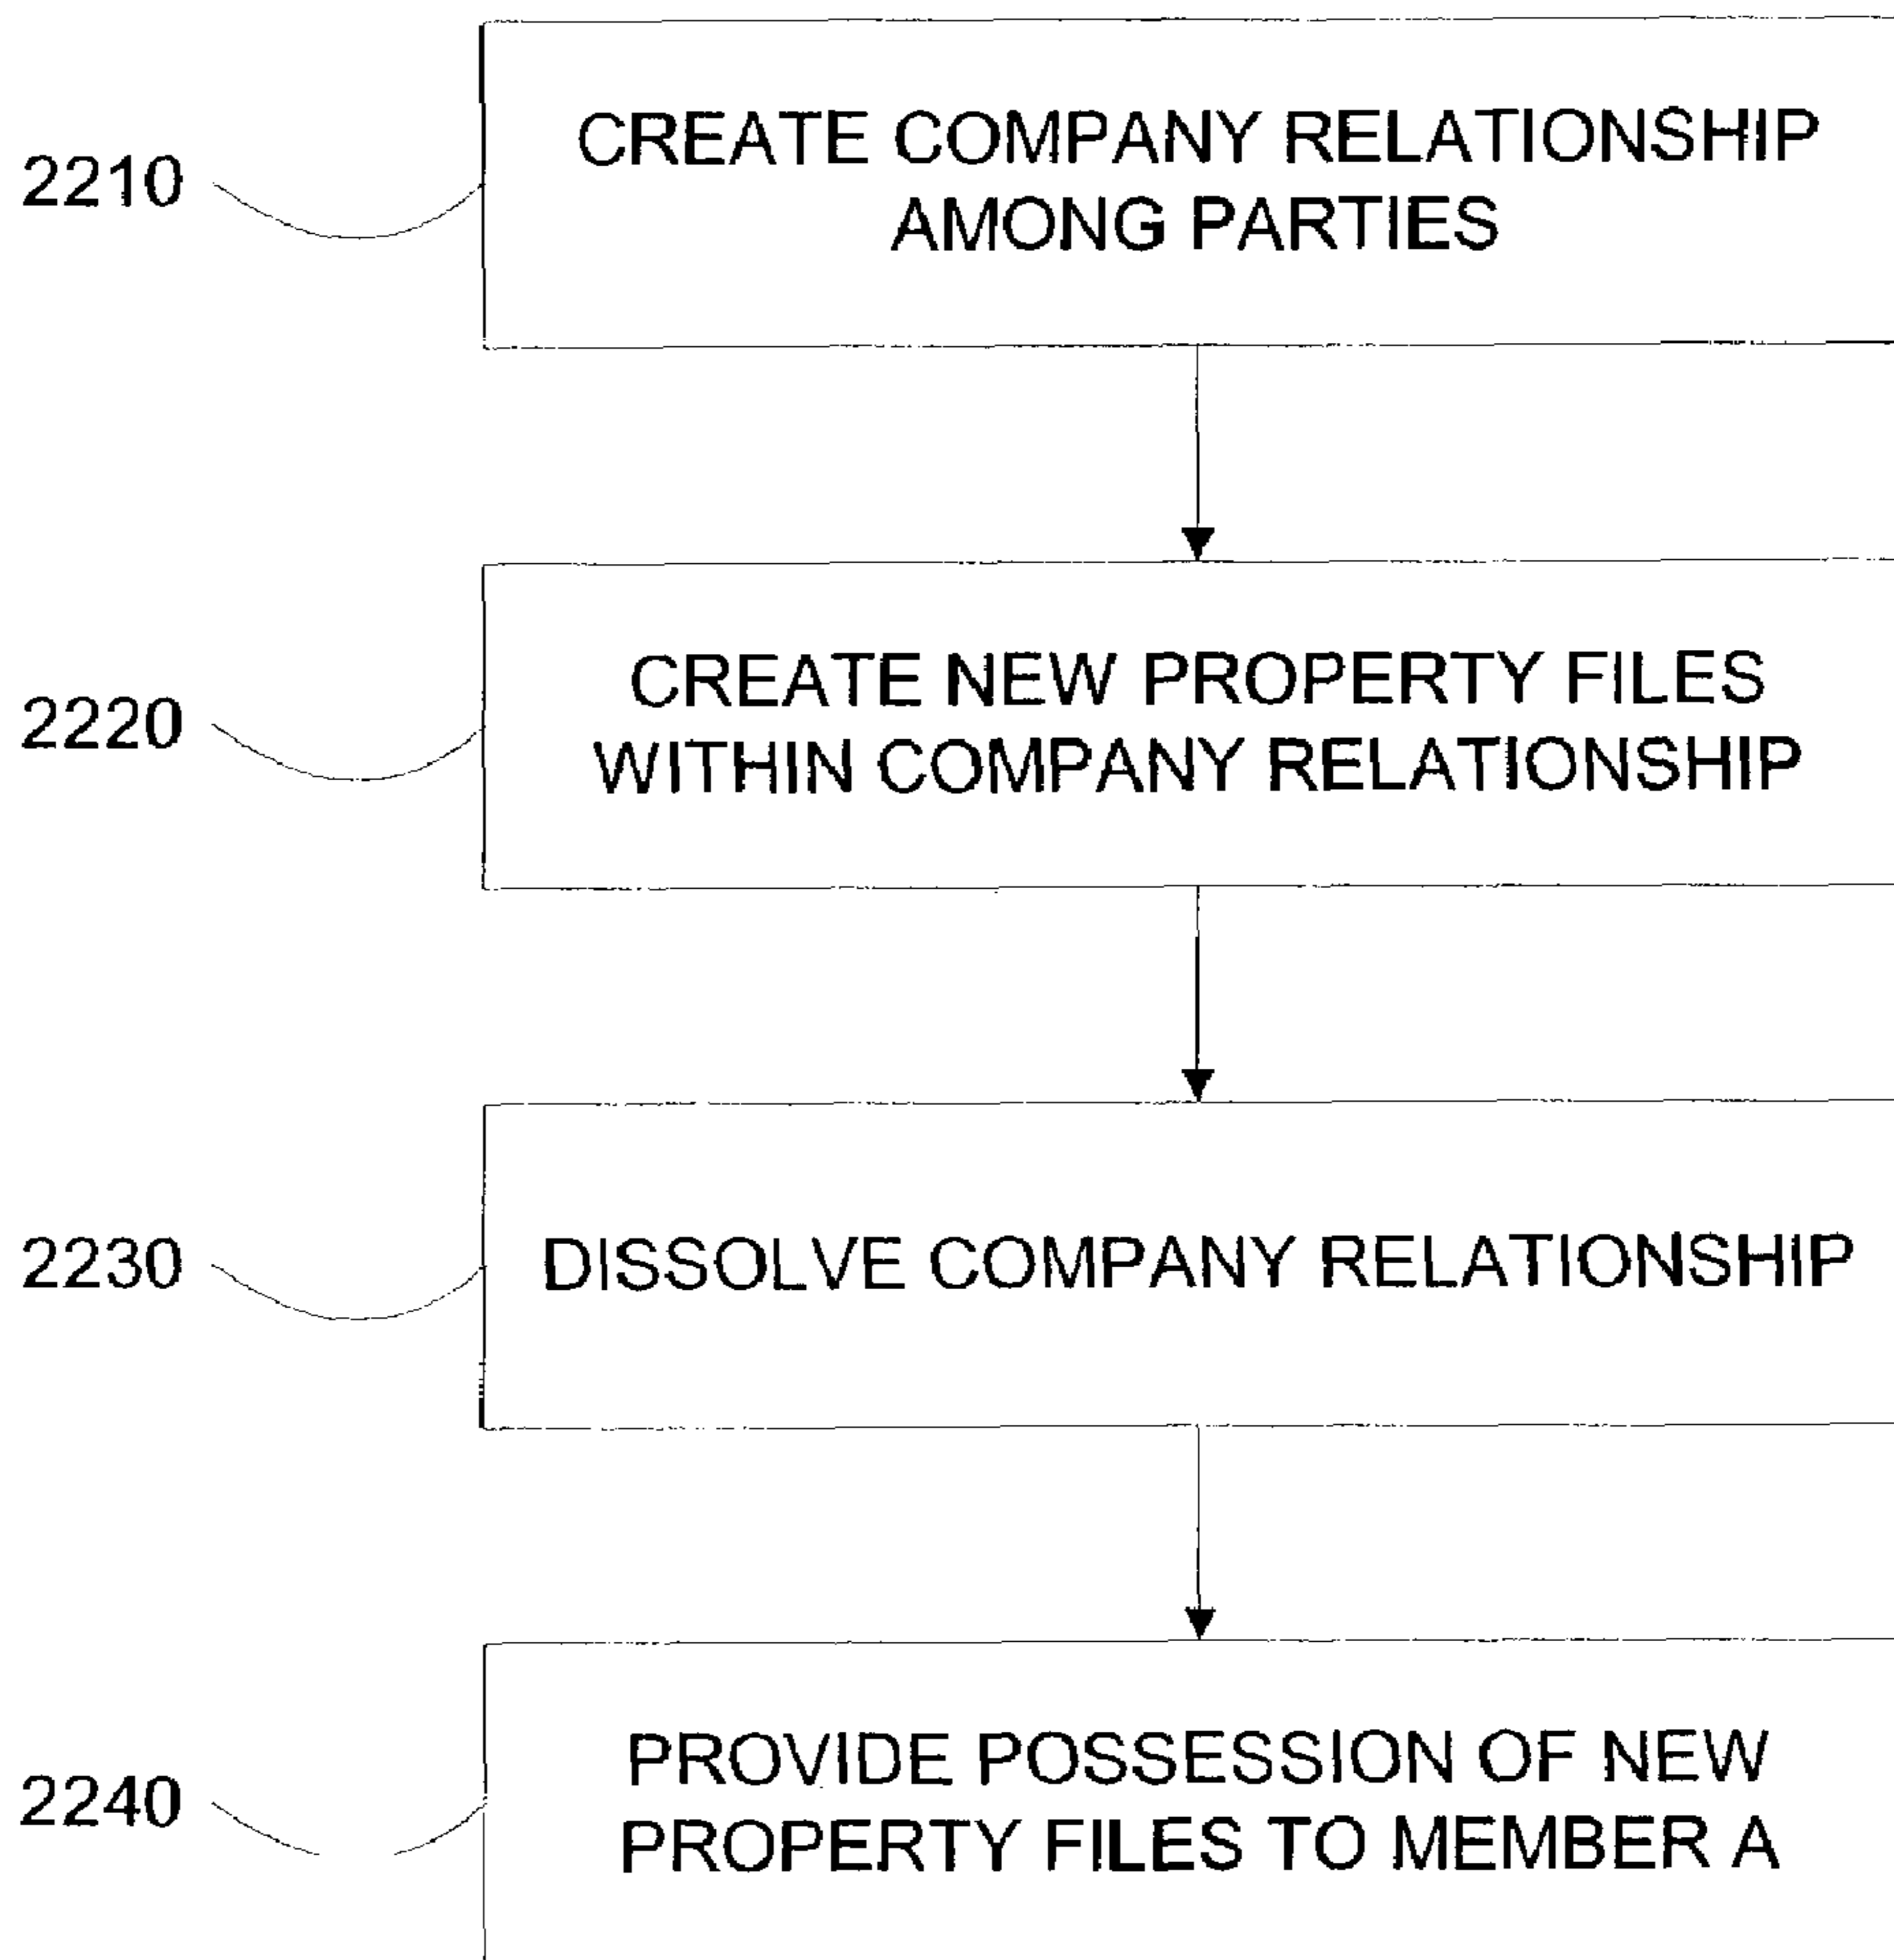 2210
CREATE COMPANY RELATIONSHIP
AMONG PARTIES
2220
CREATE NEW PROPERTY FILES
WITHIN COMPANY RELATIONSHIP
2230
DISSOLVE COMPANY RELATIONSHIP
2240
PROVIDE POSSESSION OF NEW
PROPERTY FILES TO MEMBER A